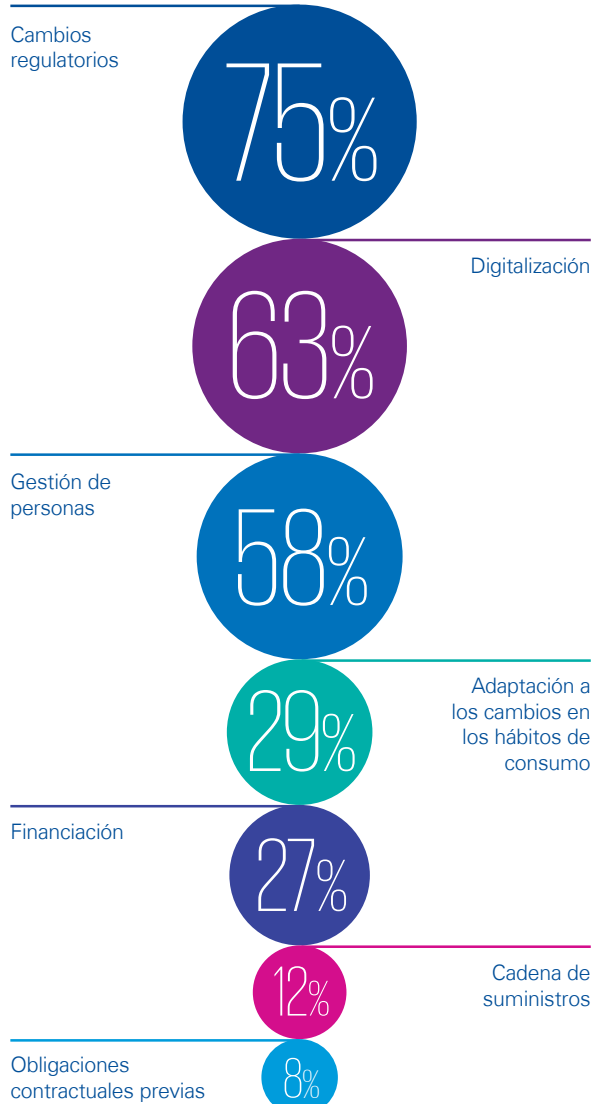 Cambios
regulatorios
75%
Digitalización
63%
Gestión de
personas
58%
Adaptación a
los cambios en
los hábitos de
consumo
29%
Financiación
27%
Cadena de
suministros
12%
Obligaciones
contractuales previas
8%